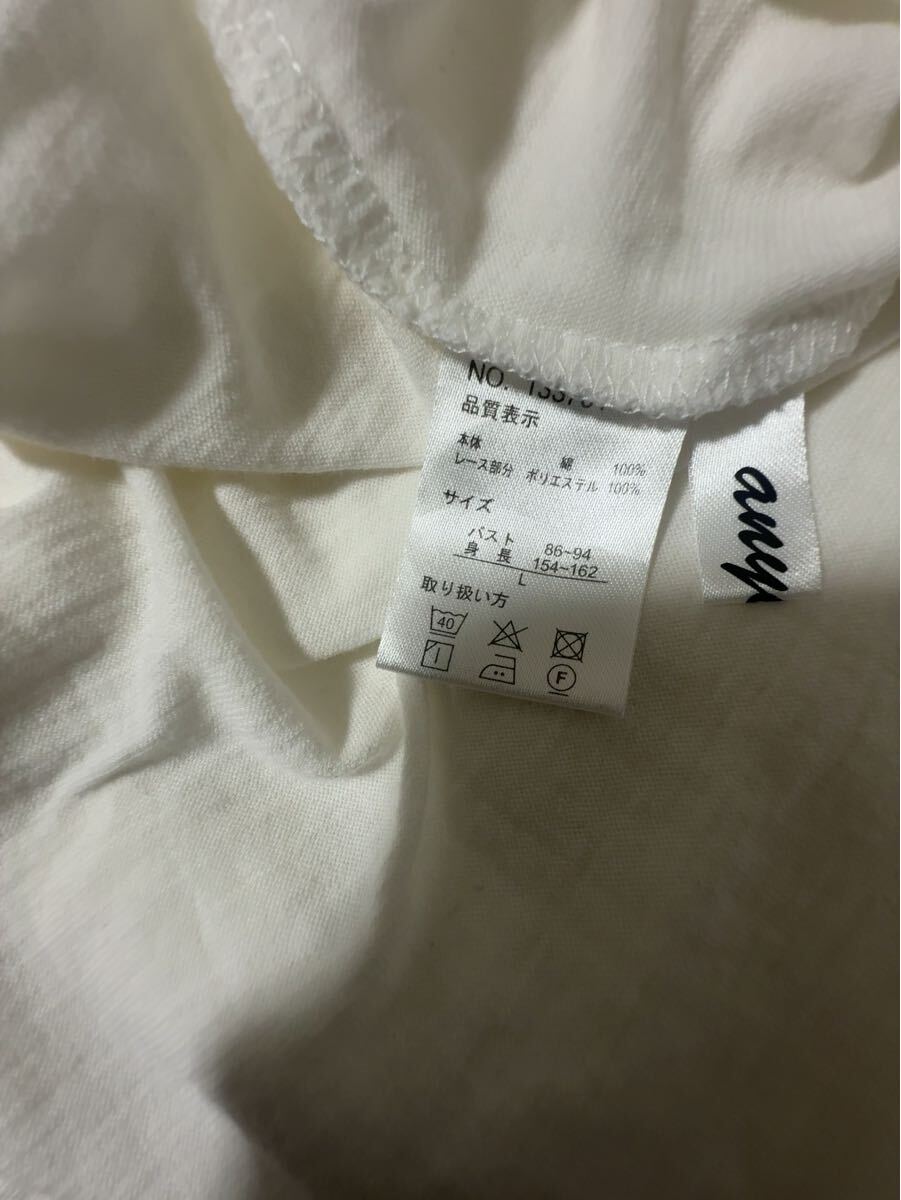 NO.
品質表示
本体 綿 100%
レース部分 ポリエステル 100%
サイズ
バスト 86~94
身長 154~162
L
取り扱い方
40
F
any